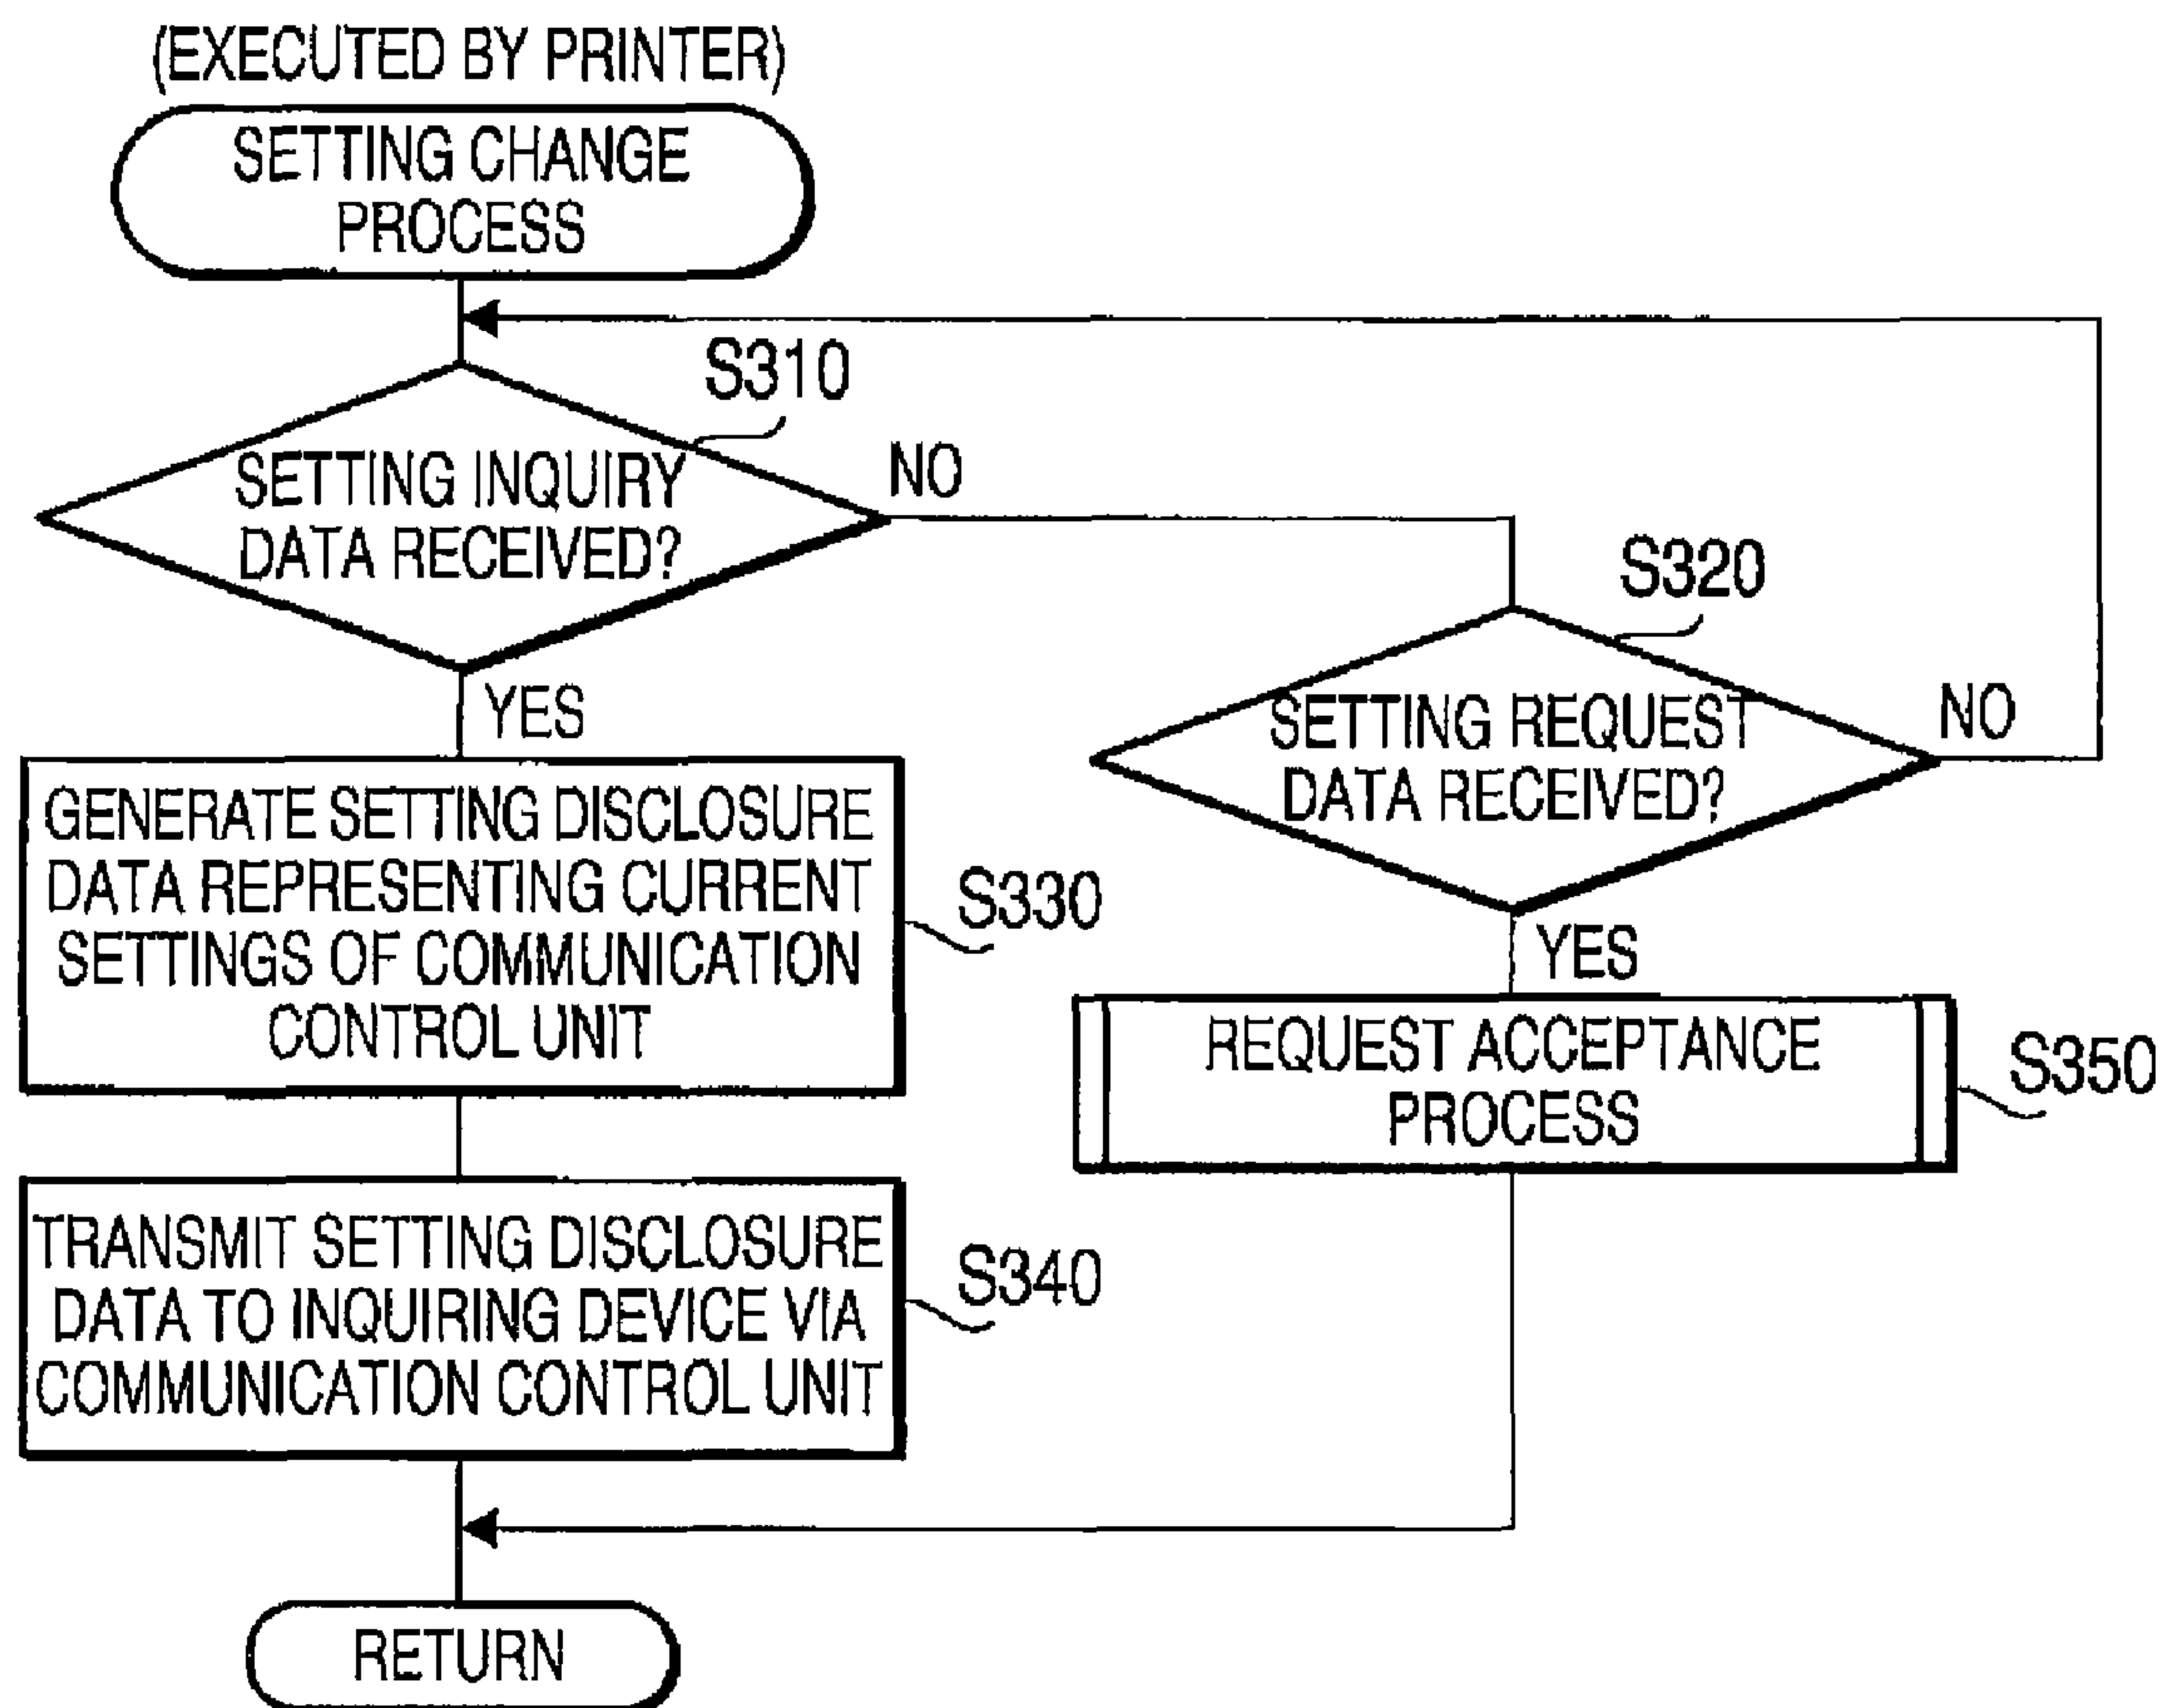 (EXECUTED BY PRINTER)
SETTING CHANGE
PROCESS
S310
SETTING INQUIRY
DATA RECEIVED?
NO
YES
S320
SETTING REQUEST
DATA RECEIVED?
NO
YES
GENERATE SETTING DISCLOSURE
DATA REPRESENTING CURRENT
SETTINGS OF COMMUNICATION
CONTROL UNIT
S330
REQUEST ACCEPTANCE
PROCESS
S350
TRANSMIT SETTING DISCLOSURE
DATA TO INQUIRING DEVICE VIA
COMMUNICATION CONTROL UNIT
S340
RETURN